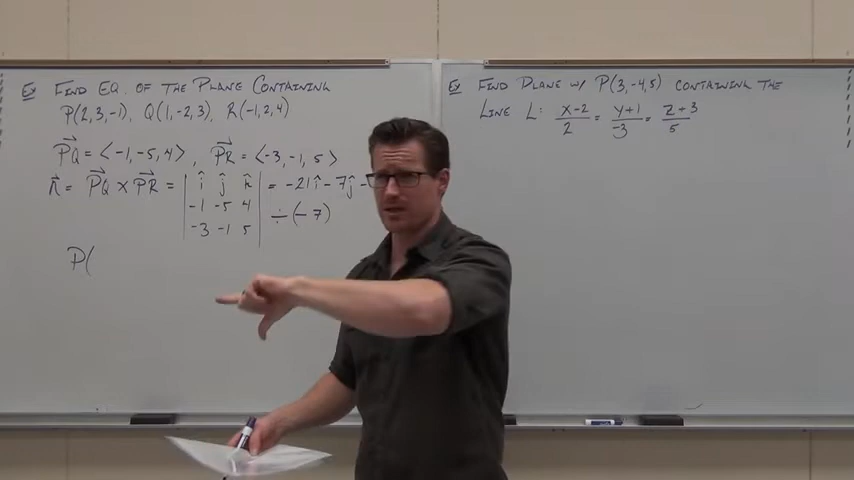 Ex Find EQ. of the Plane Containing
P(2,3,-1), Q(1,-2,3), R(-1,2,4)
PQ = <-1,-5,4>, PR = <-3,-1,5>
n = PQ × PR = | î ĵ k̂ | = -21î - 7ĵ -
-1 -5 4
-3 -1 5
÷(-7)
P(
Ex Find Plane w/ P(3,-4,5) containing the
Line L: x-2/2 = y+1/-3 = z+3/5